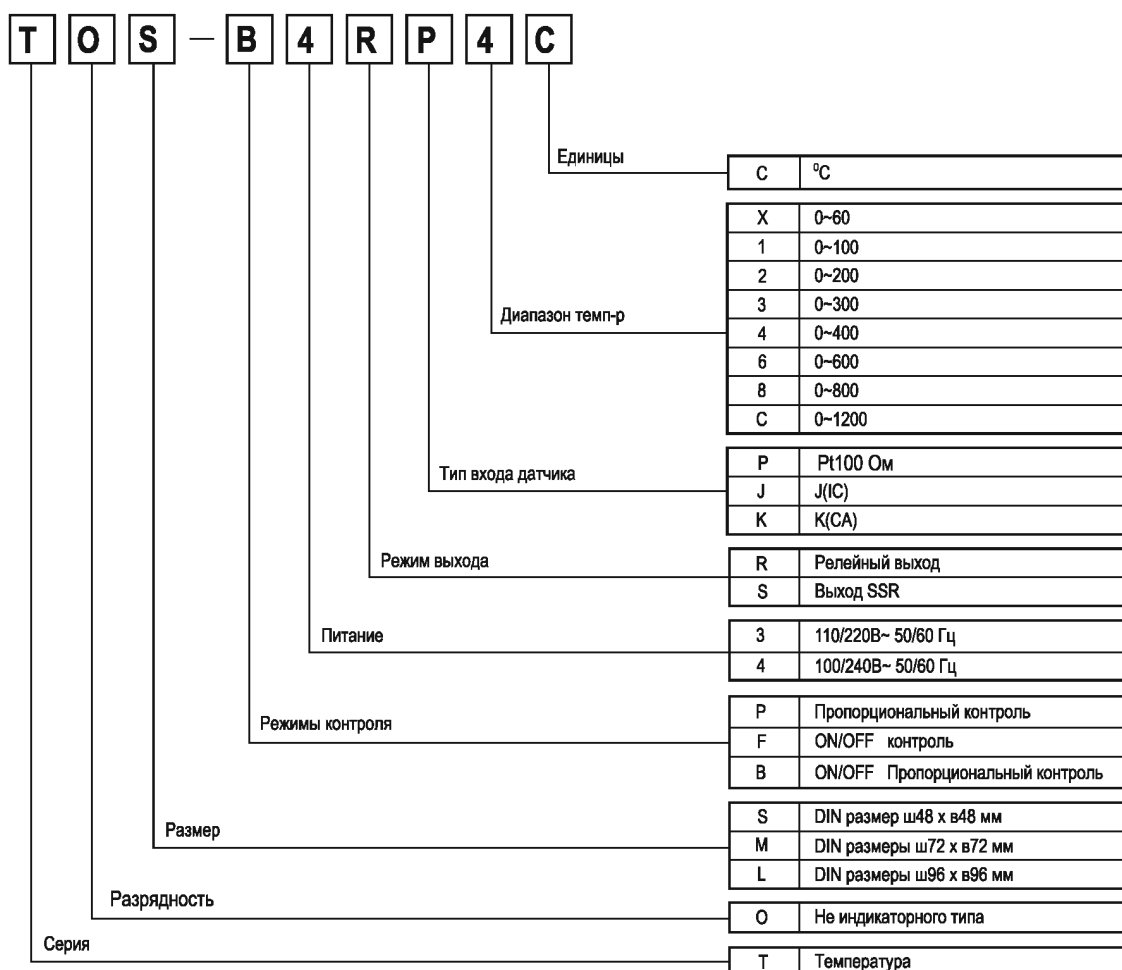 T O S – B 4 R P 4 C
Единицы
C ⁰C
X 0~60
1 0~100
2 0~200
3 0~300
Диапазон темп-р
4 0~400
6 0~600
8 0~800
C 0~1200
Тип входа датчика
P Pt100 Ом
J J(IC)
K K(CA)
Режим выхода
R Релейный выход
S Выход SSR
Питание
3 110/220В~ 50/60 Гц
4 100/240В~ 50/60 Гц
Режимы контроля
P Пропорциональный контроль
F ON/OFF контроль
B ON/OFF Пропорциональный контроль
Размер
S DIN размер ш48 х в48 мм
M DIN размеры ш72 х в72 мм
L DIN размеры ш96 х в96 мм
Разрядность
O Не индикаторного типа
Серия
T Температура